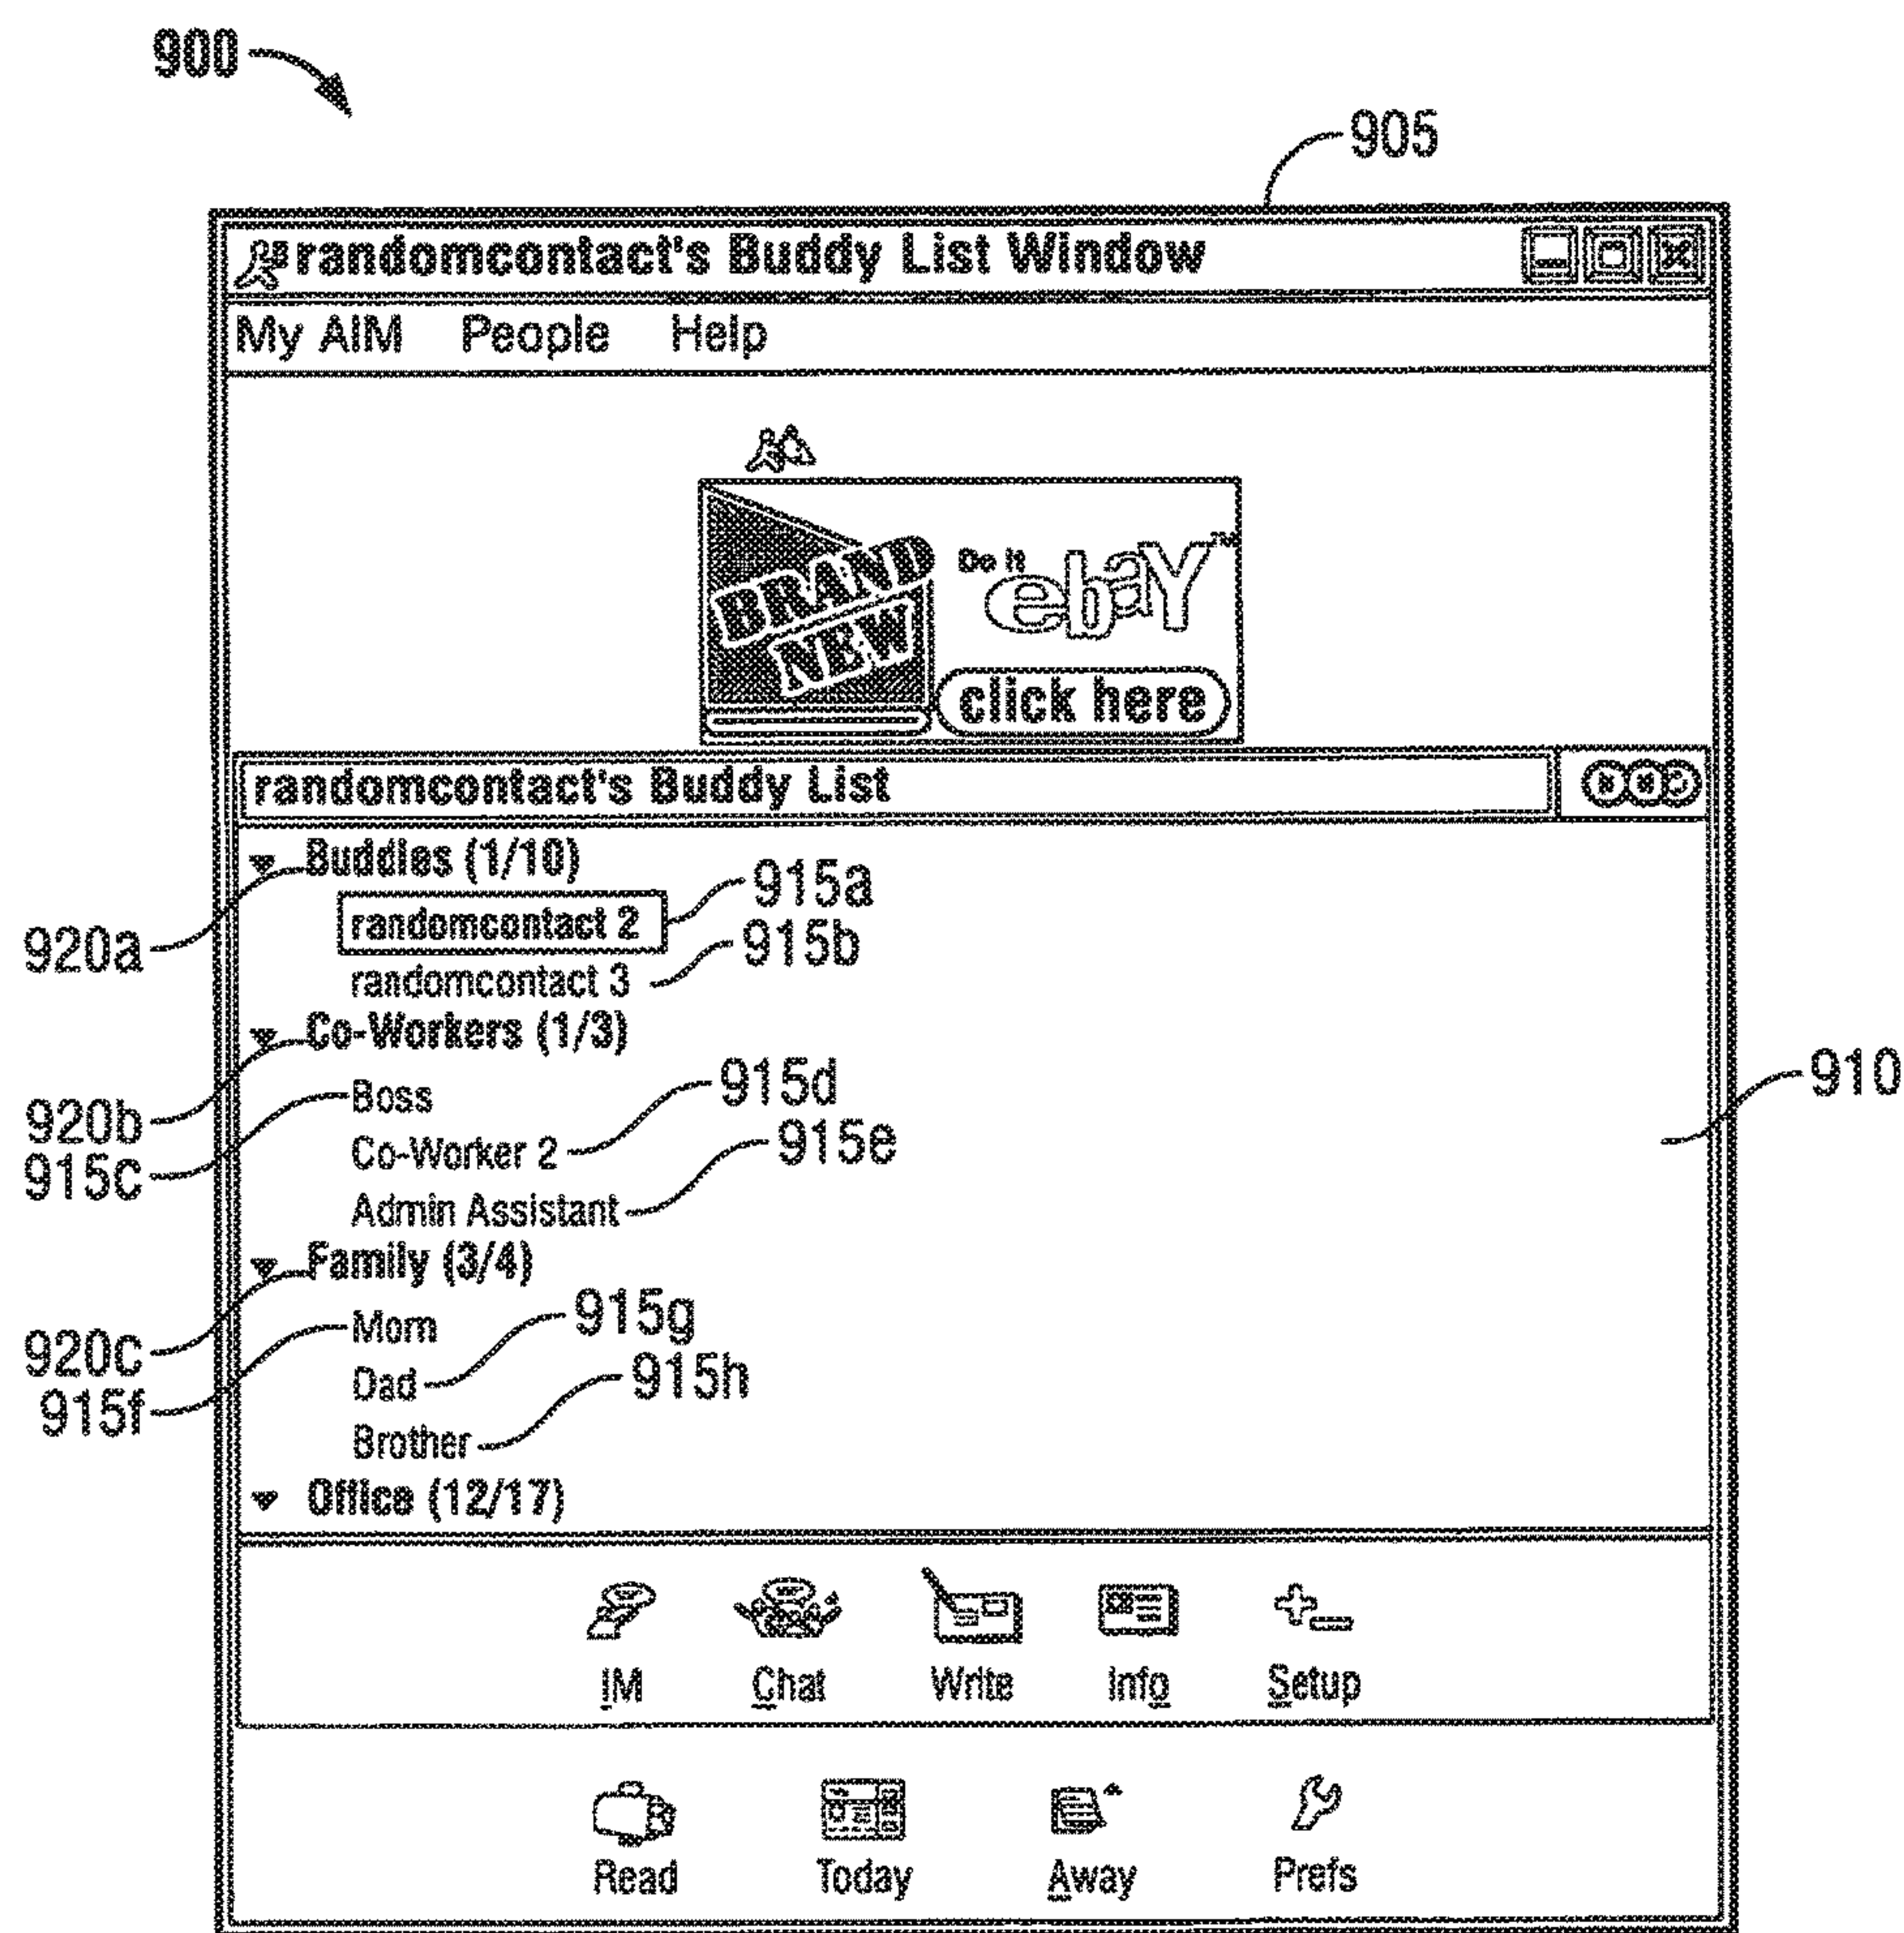 900
905
randomcontact's Buddy List Window
My AIM People Help
BRAND NEW
Do it ebaY™
click here
randomcontact's Buddy List
Buddies (1/10)
915a
randomcontact 2
915b
920a
randomcontact 3
Co-Workers (1/3)
910
915d
Boss
920b
915e
Co-Worker 2
915c
Admin Assistant
Family (3/4)
915g
Mom
920c
915h
Dad
915f
Brother
Office (12/17)
IM Chat Write Info Setup
Read Today Away Prefs